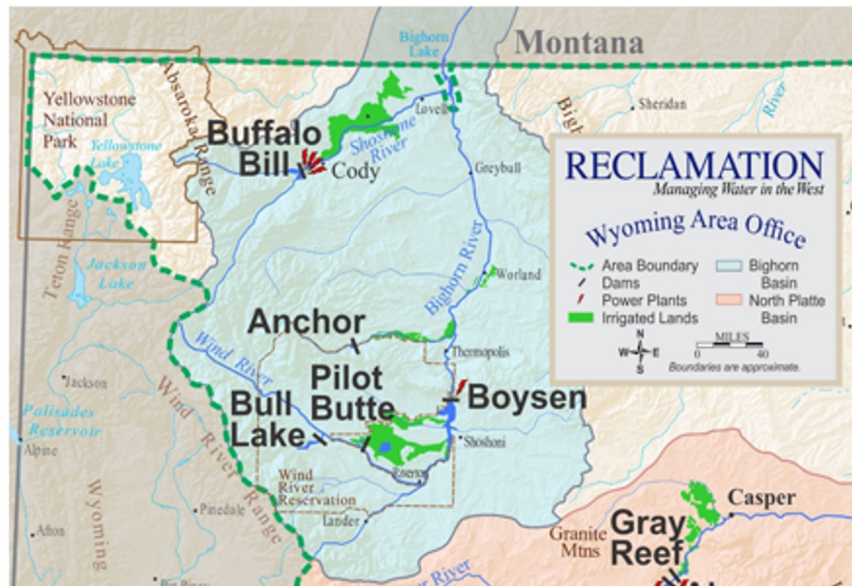 Montana
Bighorn
Lake
Yellowstone
National
Park
Yellowstone
Lake
Absaroka Range
Buffalo
Bill
Cody
Shoshone
River
Lovell
Greybull
Sheridan
River
Big
RECLAMATION
Managing Water in the West
Wyoming Area Office
Area Boundary
Dams
Power Plants
Irrigated Lands
Bighorn
Basin
North Platte
Basin
N
W E
S
MILES
0 40
Boundaries are approximate.
Teton Range
Jackson
Lake
Bighorn River
Worland
Anchor
Thermopolis
Wind River
Pilot
Butte
Bull
Lake
Boysen
Shoshoni
Jackson
Palisades
Reservoir
Alpine
Wind River Range
Wyoming
Wind
River
Reservation
Riverton
Lander
Pinedale
Afton
Casper
Gray
Reef
Granite
Mtns
River